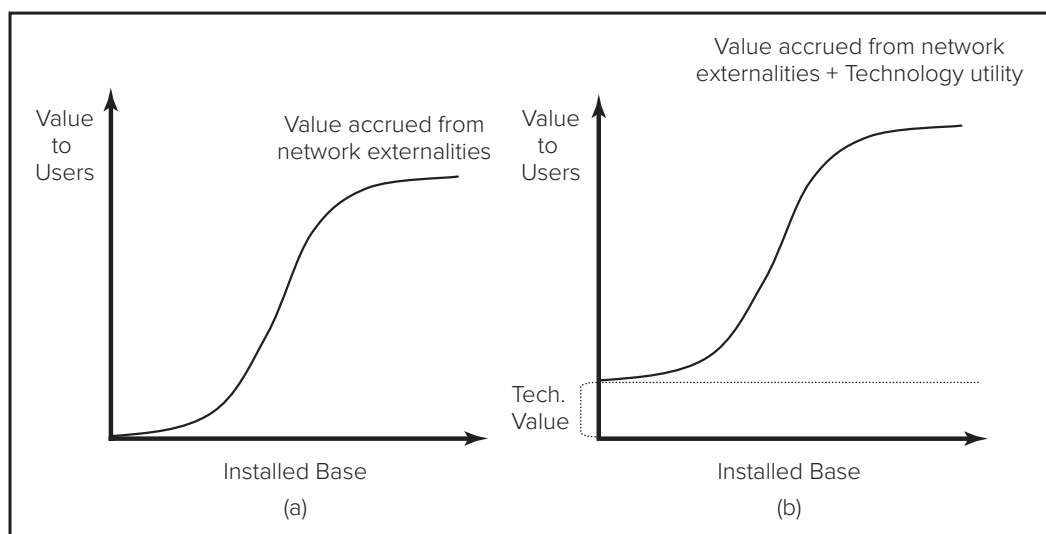 Value
to
Users
Value accrued from
network externalities
Installed Base
(a)
Value accrued from network
externalities + Technology utility
Value
to
Users
Tech.
Value
Installed Base
(b)